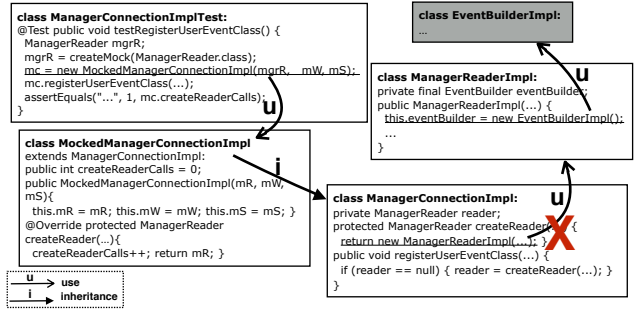 class ManagerConnectionImplTest:
@Test public void testRegisterUserEventClass() {
ManagerReader mgrR;
mgrR = createMock(ManagerReader.class);
mc = new MockedManagerConnectionImpl(mgrR, mW, mS);
mc.registerUserEventClass(...);
assertEquals("...", 1, mc.createReaderCalls);
}
u
class MockedManagerConnectionImpl
extends ManagerConnectionImpl:
public int createReaderCalls = 0;
public MockedManagerConnectionImpl(mR, mW,
mS){
this.mR = mR; this.mW = mW; this.mS = mS; }
@Override protected ManagerReader
createReader(...){
createReaderCalls++; return mR; }
i
class EventBuilderImpl:
...
u
class ManagerReaderImpl:
private final EventBuilder eventBuilder;
public ManagerReaderImpl(...) {
this.eventBuilder = new EventBuilderImpl();
...
}
u
class ManagerConnectionImpl:
private ManagerReader reader;
protected ManagerReader createReader( {
return new ManagerReaderImpl(...); }
X
public void registerUserEventClass(...) {
if (reader == null) { reader = createReader(...); }
}
u use
i inheritance